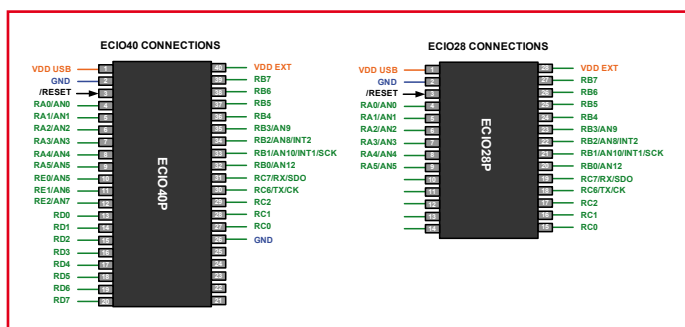 ECIO40 CONNECTIONS
VDD USB 1
GND 2
/RESET 3
RA0/AN0 4
RA1/AN1 5
RA2/AN2 6
RA3/AN3 7
RA4/AN4 8
RA5/AN5 9
RE0/AN5 10
RE1/AN6 11
RE2/AN7 12
RD0 13
RD1 14
RD2 15
RD3 16
RD4 17
RD5 18
RD6 19
RD7 20
ECIO40P
40 VDD EXT
39 RB7
38 RB6
37 RB5
36 RB4
35 RB3/AN9
34 RB2/AN8/INT2
33 RB1/AN10/INT1/SCK
32 RB0/AN12
31 RC7/RX/SDO
30 RC6/TX/CK
29 RC2
28 RC1
27 RC0
26 GND
25
24
23
22
21
ECIO28 CONNECTIONS
VDD USB 1
GND 2
/RESET 3
RA0/AN0 4
RA1/AN1 5
RA2/AN2 6
RA3/AN3 7
RA4/AN4 8
RA5/AN5 9
10
11
12
13
14
ECIO28P
28 VDD EXT
27 RB7
26 RB6
25 RB5
24 RB4
23 RB3/AN9
22 RB2/AN8/INT2
21 RB1/AN10/INT1/SCK
20 RB0/AN12
19 RC7/RX/SDO
18 RC6/TX/CK
17 RC2
16 RC1
15 RC0